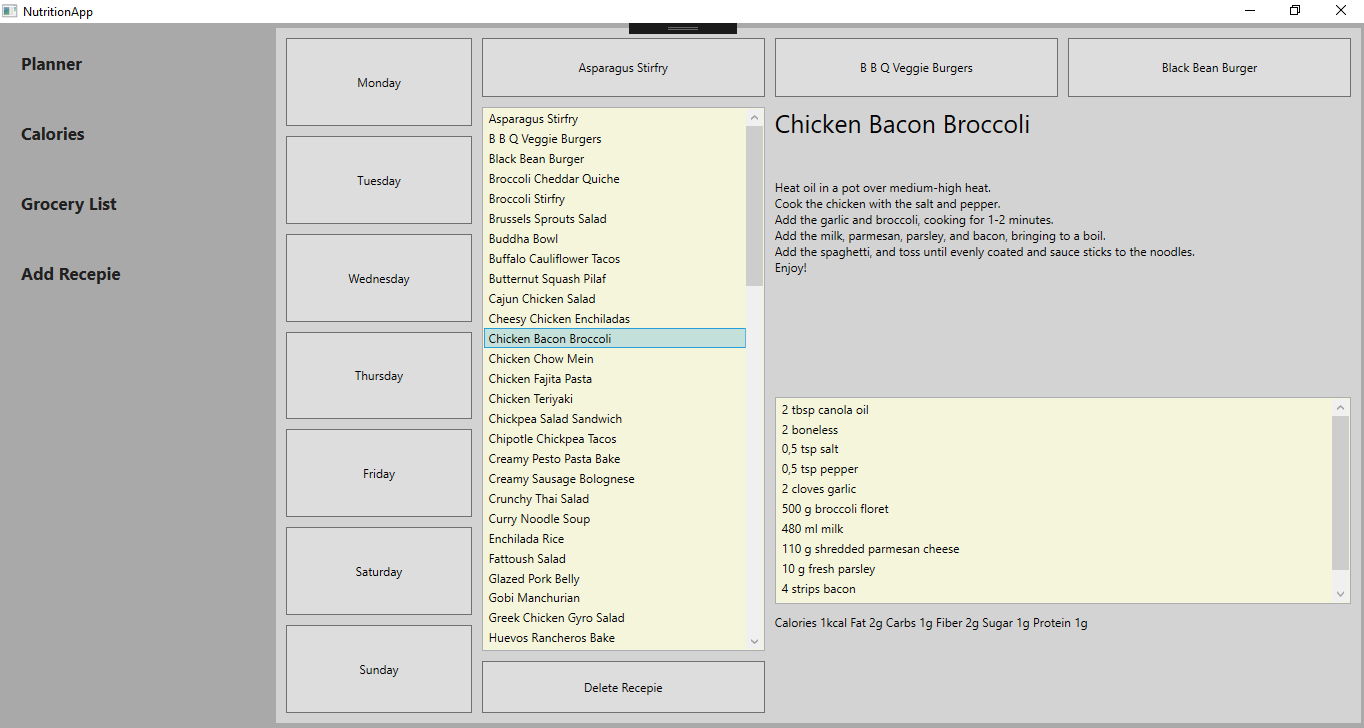 NutritionApp
Planner
Calories
Grocery List
Add Recepie
Monday
Tuesday
Wednesday
Thursday
Friday
Saturday
Sunday
Asparagus Stirfry
B B Q Veggie Burgers
Black Bean Burger
Asparagus Stirfry
B B Q Veggie Burgers
Black Bean Burger
Broccoli Cheddar Quiche
Broccoli Stirfry
Brussels Sprouts Salad
Buddha Bowl
Buffalo Cauliflower Tacos
Butternut Squash Pilaf
Cajun Chicken Salad
Cheesy Chicken Enchiladas
Chicken Bacon Broccoli
Chicken Chow Mein
Chicken Fajita Pasta
Chicken Teriyaki
Chickpea Salad Sandwich
Chipotle Chickpea Tacos
Creamy Pesto Pasta Bake
Creamy Sausage Bolognese
Crunchy Thai Salad
Curry Noodle Soup
Enchilada Rice
Fattoush Salad
Glazed Pork Belly
Gobi Manchurian
Greek Chicken Gyro Salad
Huevos Rancheros Bake
Delete Recepie
Chicken Bacon Broccoli
Heat oil in a pot over medium-high heat.
Cook the chicken with the salt and pepper.
Add the garlic and broccoli, cooking for 1-2 minutes.
Add the milk, parmesan, parsley, and bacon, bringing to a boil.
Add the spaghetti, and toss until evenly coated and sauce sticks to the noodles.
Enjoy!
2 tbsp canola oil
2 boneless
0,5 tsp salt
0,5 tsp pepper
2 cloves garlic
500 g broccoli floret
480 ml milk
110 g shredded parmesan cheese
10 g fresh parsley
4 strips bacon
Calories 1kcal Fat 2g Carbs 1g Fiber 2g Sugar 1g Protein 1g